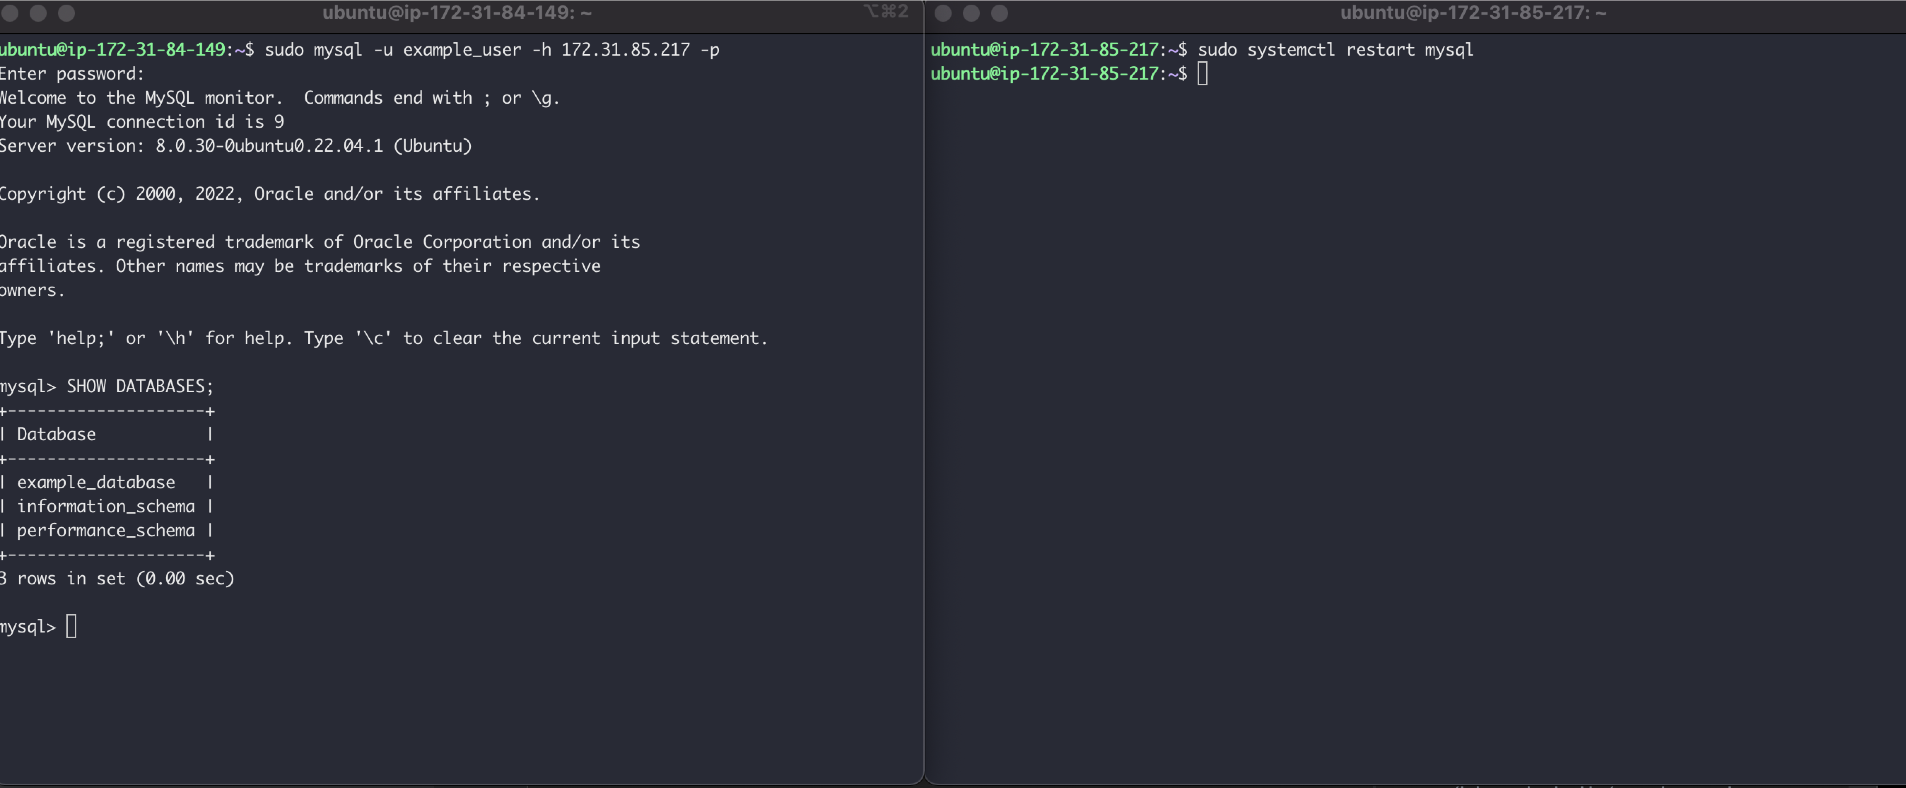 ubuntu@ip-172-31-84-149: ~
⌥⌘2
ubuntu@ip-172-31-84-149:~$ sudo mysql -u example_user -h 172.31.85.217 -p
Enter password:
Welcome to the MySQL monitor.  Commands end with ; or \g.
Your MySQL connection id is 9
Server version: 8.0.30-0ubuntu0.22.04.1 (Ubuntu)
Copyright (c) 2000, 2022, Oracle and/or its affiliates.
Oracle is a registered trademark of Oracle Corporation and/or its
affiliates. Other names may be trademarks of their respective
owners.
Type 'help;' or '\h' for help. Type '\c' to clear the current input statement.
mysql> SHOW DATABASES;
+--------------------+
| Database           |
+--------------------+
| example_database   |
| information_schema |
| performance_schema |
+--------------------+
3 rows in set (0.00 sec)
mysql>
ubuntu@ip-172-31-85-217: ~
ubuntu@ip-172-31-85-217:~$ sudo systemctl restart mysql
ubuntu@ip-172-31-85-217:~$